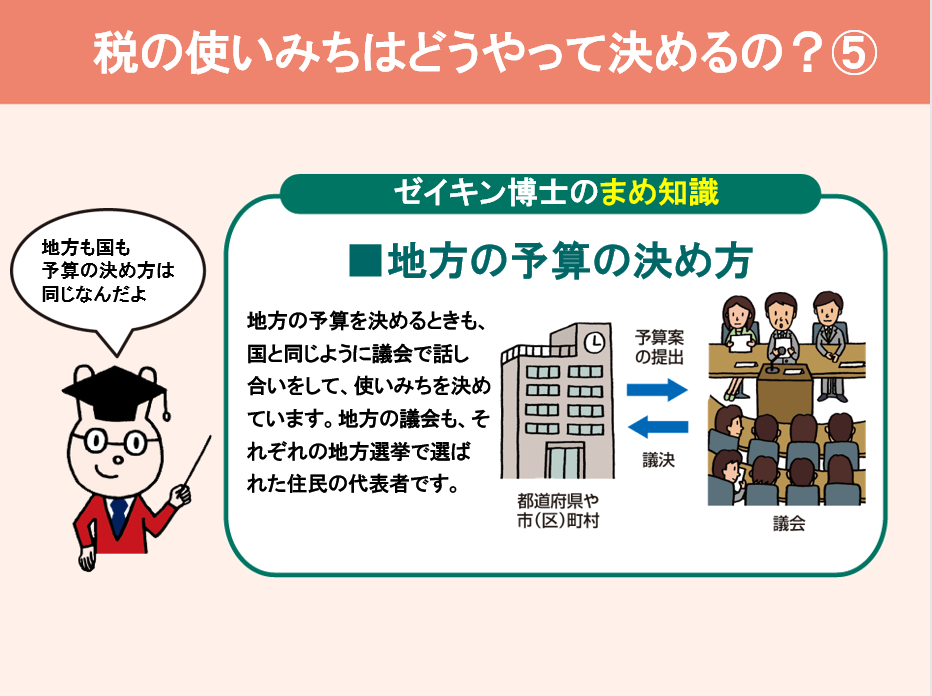 税の使いみちはどうやって決めるの？⑤
ゼイキン博士のまめ知識
地方も国も
予算の決め方は
同じなんだよ
■地方の予算の決め方
地方の予算を決めるときも、
国と同じように議会で話し
合いをして、使いみちを決め
ています。地方の議会も、そ
れぞれの地方選挙で選ば
れた住民の代表者です。
予算案
の提出
議決
都道府県や
市（区）町村
議会